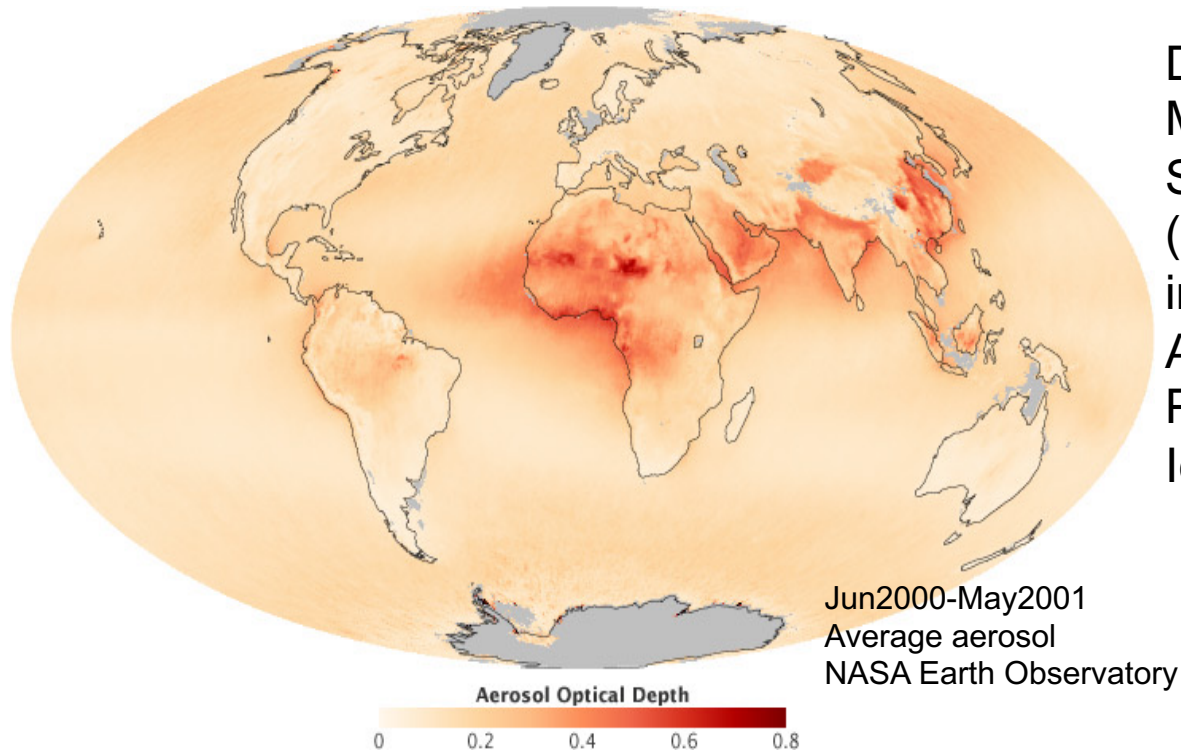 Jun2000-May2001
Average aerosol
NASA Earth Observatory
Aerosol Optical Depth
0 0.2 0.4 0.6 0.8